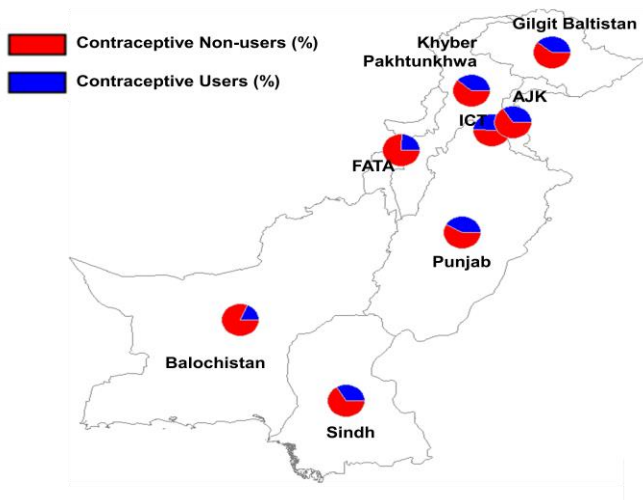 Contraceptive Non-users (%)
Contraceptive Users (%)
Gilgit Baltistan
Khyber
Pakhtunkhwa
AJK
ICT
FATA
Punjab
Balochistan
Sindh